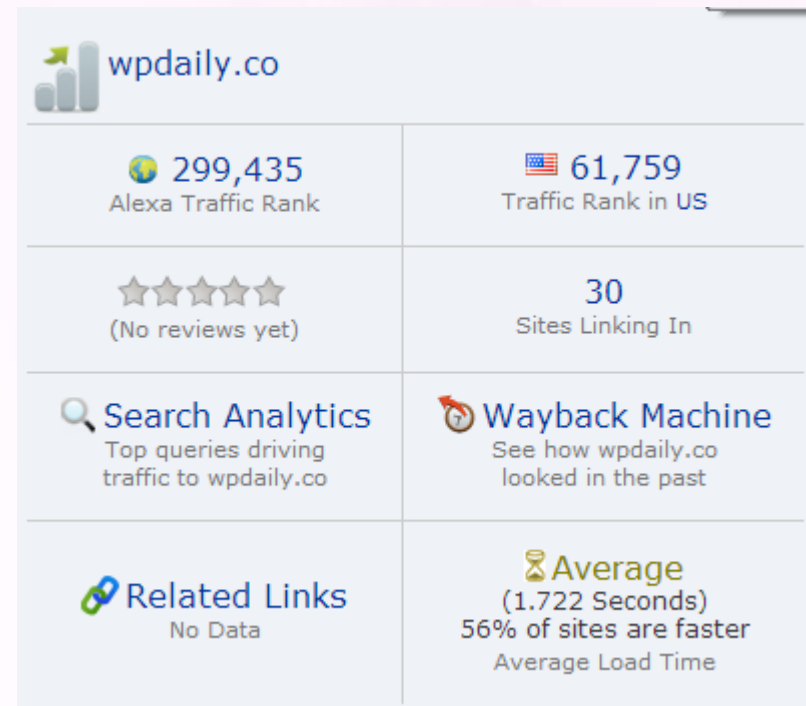 wpdaily.co
299,435
Alexa Traffic Rank
61,759
Traffic Rank in US
(No reviews yet)
30
Sites Linking In
Search Analytics
Top queries driving
traffic to wpdaily.co
Wayback Machine
See how wpdaily.co
looked in the past
Related Links
No Data
Average
(1.722 Seconds)
56% of sites are faster
Average Load Time